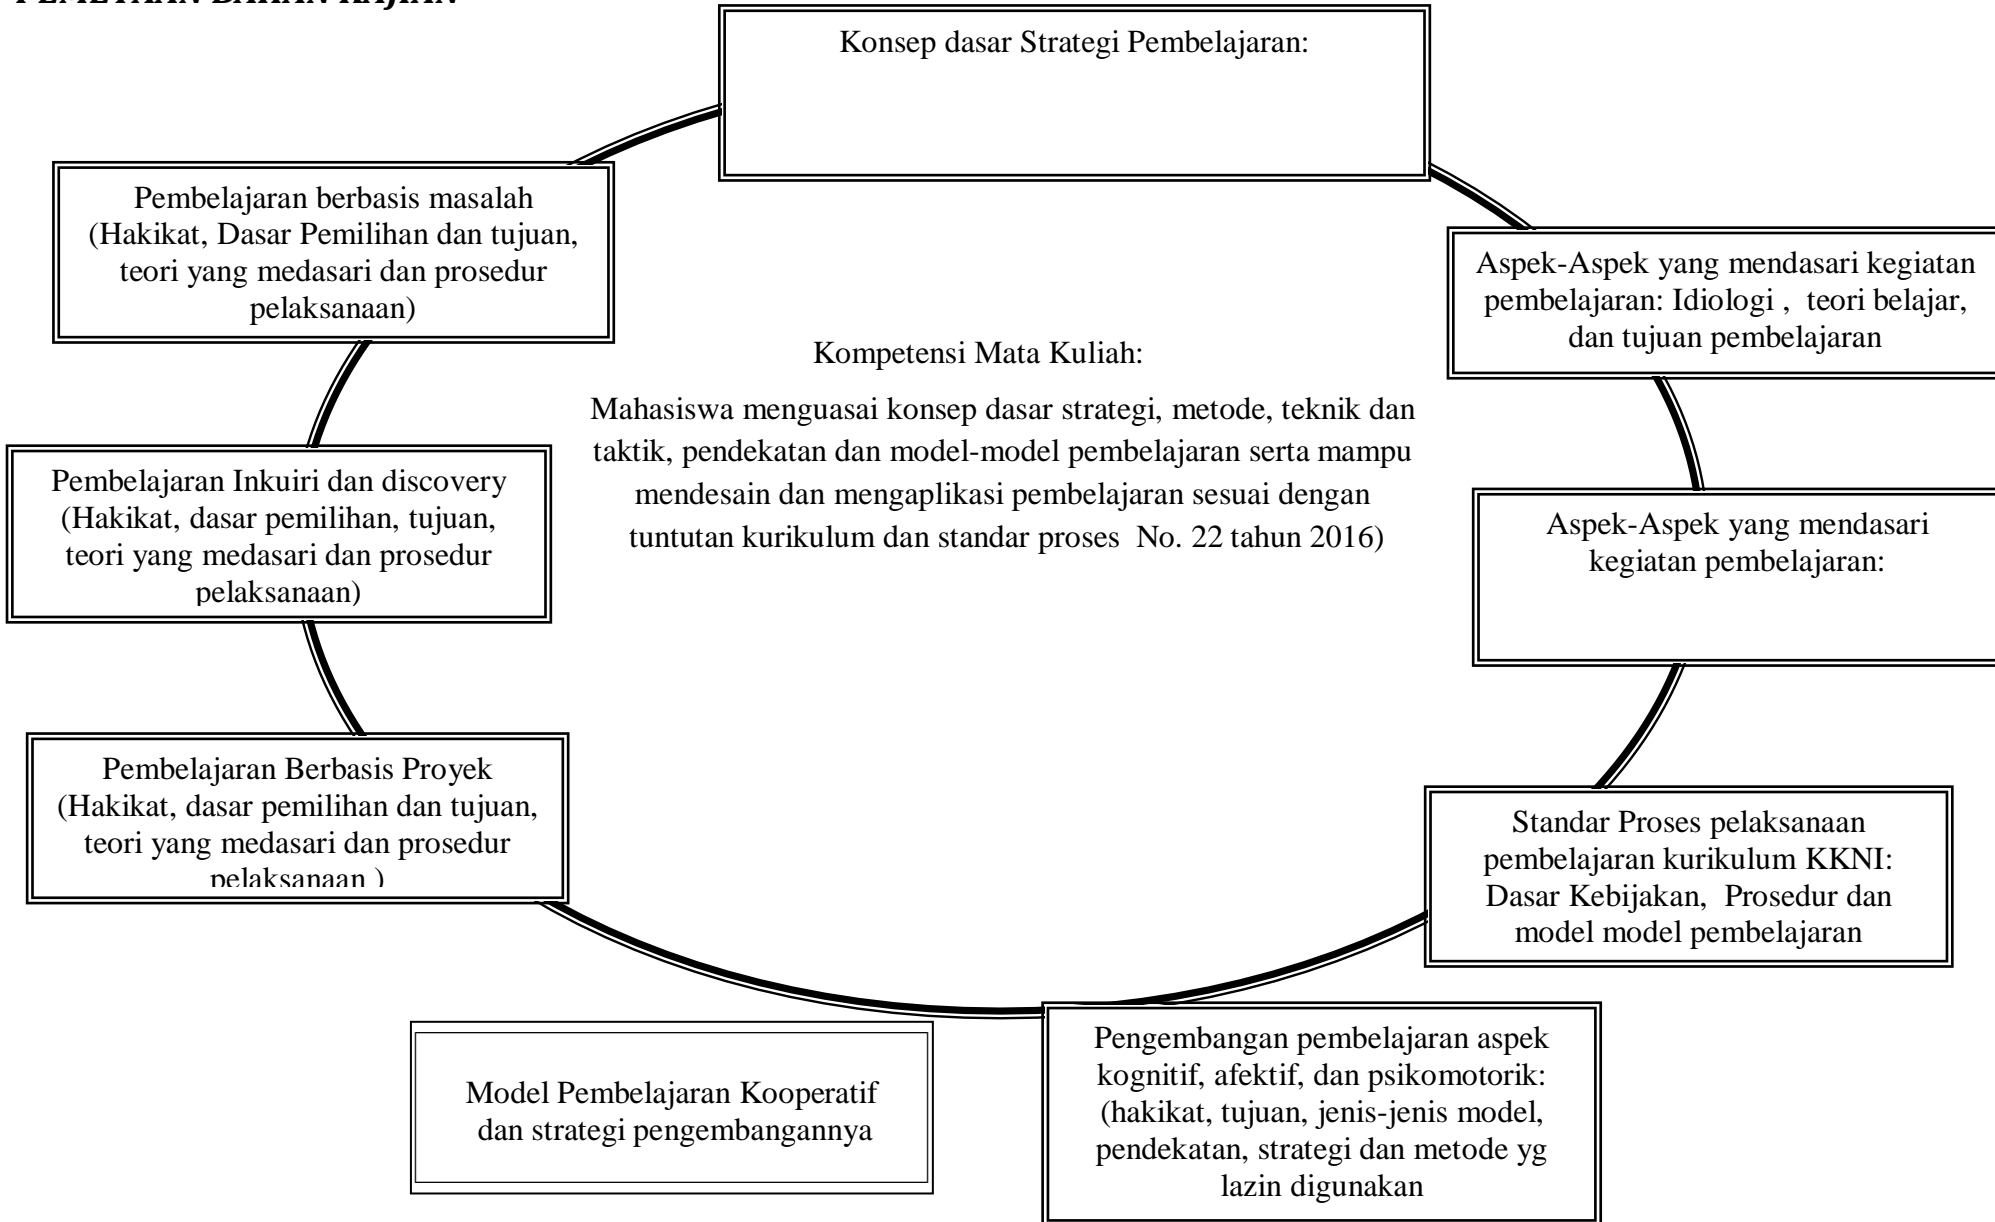 PEMETAAN BAHAN KAJIAN
Konsep dasar Strategi Pembelajaran:
Pembelajaran berbasis masalah
(Hakikat, Dasar Pemilihan dan tujuan,
teori yang medasari dan prosedur
pelaksanaan)
Aspek-Aspek yang mendasari kegiatan
pembelajaran: Idiologi , teori belajar,
dan tujuan pembelajaran
Kompetensi Mata Kuliah:
Mahasiswa menguasai konsep dasar strategi, metode, teknik dan
taktik, pendekatan dan model-model pembelajaran serta mampu
mendesain dan mengaplikasi pembelajaran sesuai dengan
tuntutan kurikulum dan standar proses No. 22 tahun 2016)
Pembelajaran Inkuiri dan discovery
(Hakikat, dasar pemilihan, tujuan,
teori yang medasari dan prosedur
pelaksanaan)
Aspek-Aspek yang mendasari
kegiatan pembelajaran:
Pembelajaran Berbasis Proyek
(Hakikat, dasar pemilihan dan tujuan,
teori yang medasari dan prosedur
pelaksanaan )
Standar Proses pelaksanaan
pembelajaran kurikulum KKNI:
Dasar Kebijakan, Prosedur dan
model model pembelajaran
Model Pembelajaran Kooperatif
dan strategi pengembangannya
Pengembangan pembelajaran aspek
kognitif, afektif, dan psikomotorik:
(hakikat, tujuan, jenis-jenis model,
pendekatan, strategi dan metode yg
lazin digunakan